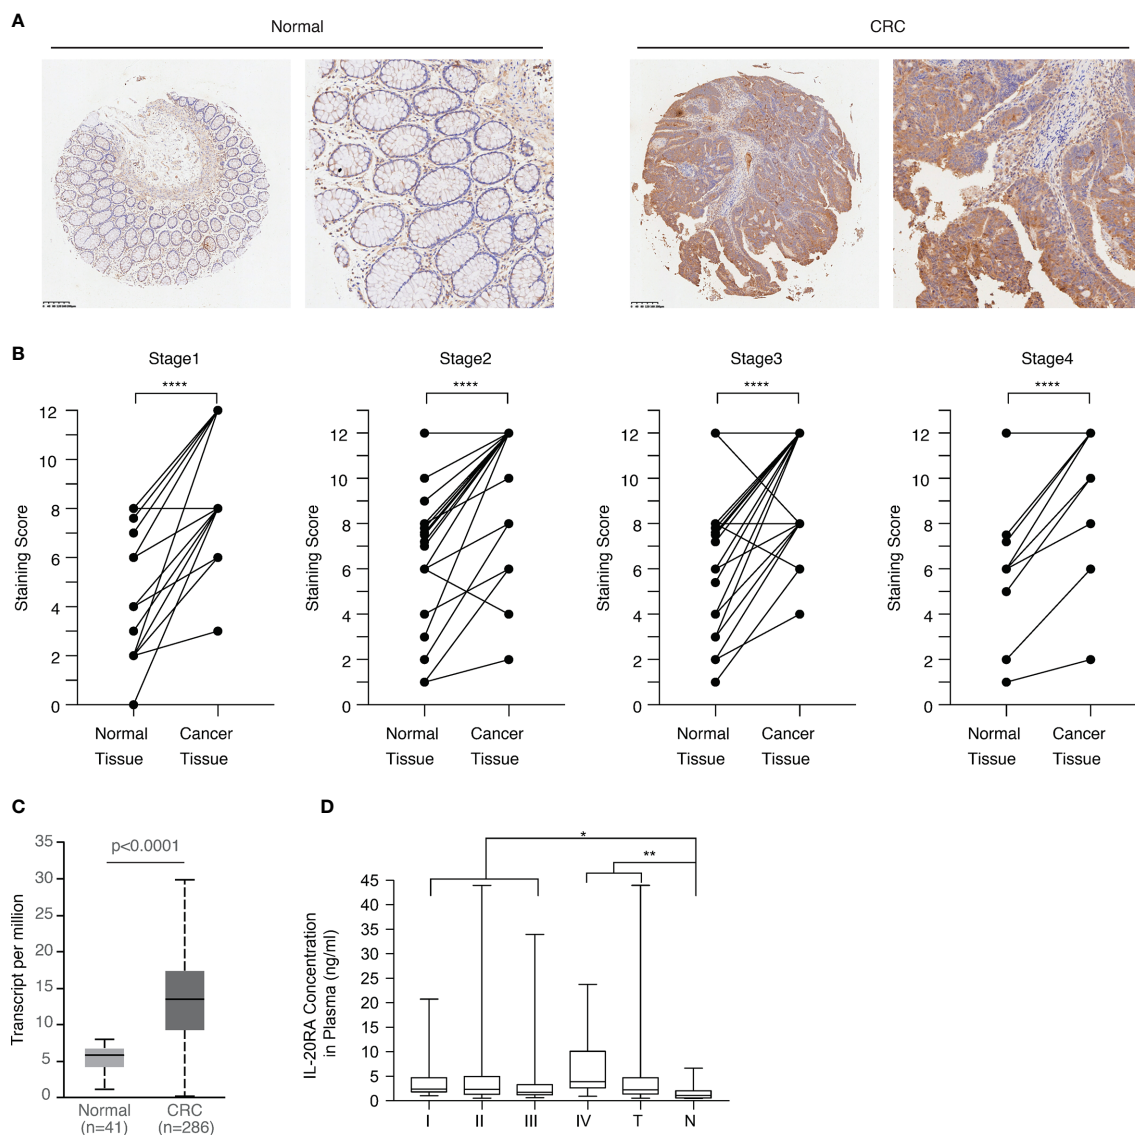 A
Normal
CRC
B
Stage1
Stage2
Stage3
Stage4
****
****
****
****
Staining Score
12
10
8
6
4
2
0
Normal Tissue
Cancer Tissue
Staining Score
12
10
8
6
4
2
0
Normal Tissue
Cancer Tissue
Staining Score
12
10
8
6
4
2
0
Normal Tissue
Cancer Tissue
Staining Score
12
10
8
6
4
2
0
Normal Tissue
Cancer Tissue
C
Transcript per million
35
30
25
20
15
10
5
0
p<0.0001
Normal
(n=41)
CRC
(n=286)
D
IL-20RA Concentration
in Plasma (ng/ml)
45
40
35
30
25
20
15
10
5
0
*
**
I
II
III
IV
T
N